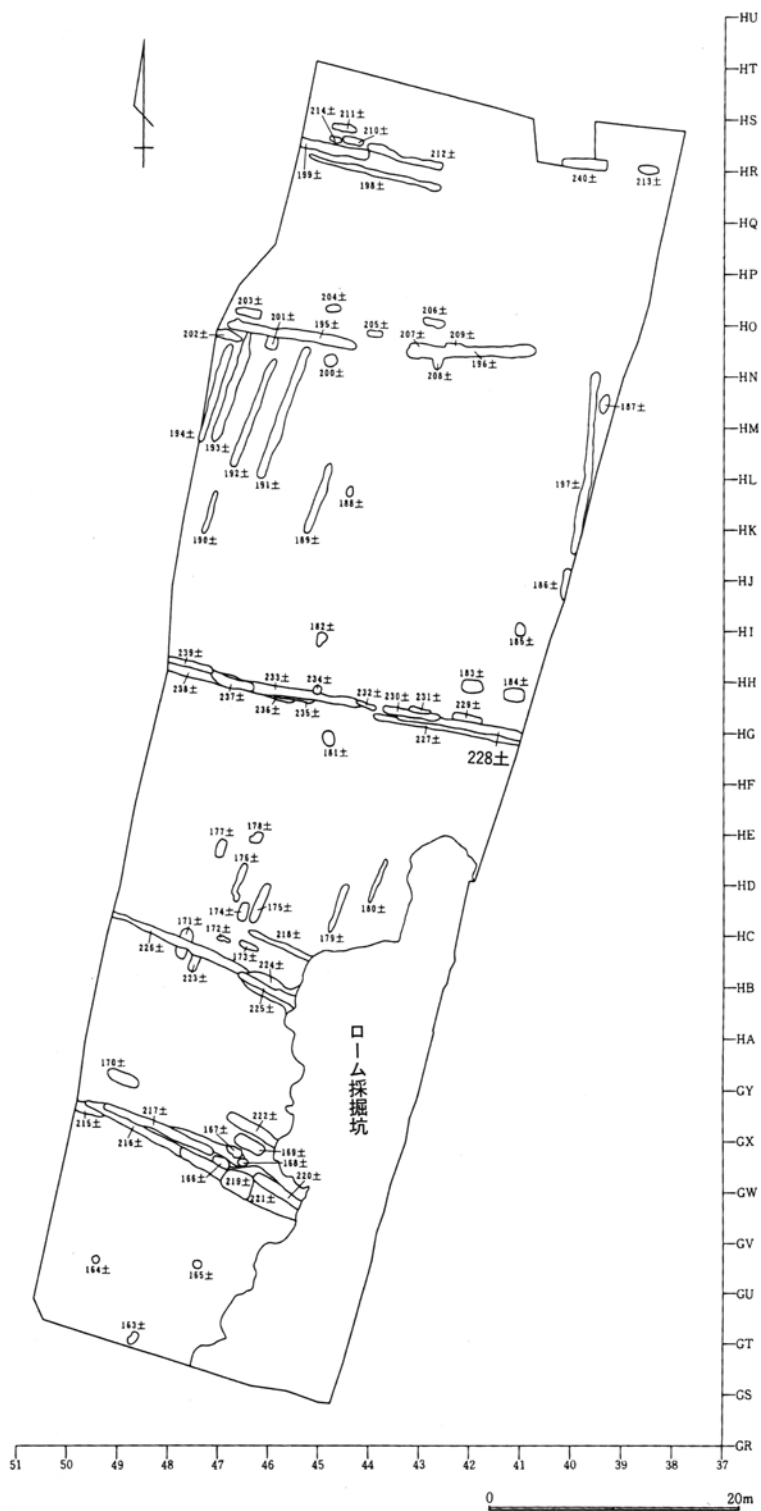 HU
HT
HS
HR
HQ
HP
HO
HN
HM
HL
HK
HJ
HI
HH
HG
HF
HE
HD
HC
HB
HA
GY
GX
GW
GV
GU
GT
GS
GR
214土
211土
210土
212土
199土
198土
240土
213土
203土
204土
206土
201土
195土
205土
207土
209土
202土
200土
208土
196土
187土
194土
193土
192土
191土
197土
188土
190土
189土
186土
182土
185土
239土
233土
234土
183土
184土
238土
237土
232土
230土
231土
229土
236土
235土
227土
181土
228土
177土
178土
176土
174土
175土
180土
171土
172土
218土
179土
226土
173土
224土
223土
225土
ローム採掘坑
170土
217土
222土
215土
216土
167土
169土
168土
166土
219土
220土
221土
164土
165土
163土
51 50 49 48 47 46 45 44 43 42 41 40 39 38 37
0 20m